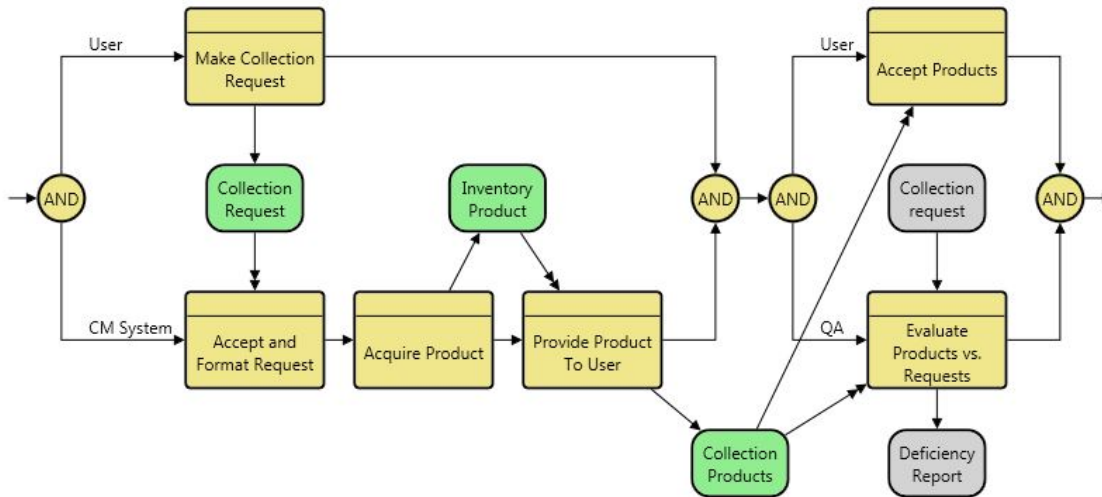 User
Make Collection
Request
User
Accept Products
AND
Collection
Request
Inventory
Product
AND
AND
Collection
request
AND
CM System
Accept and
Format Request
Acquire Product
Provide Product
To User
QA
Evaluate
Products vs.
Requests
Collection
Products
Deficiency
Report